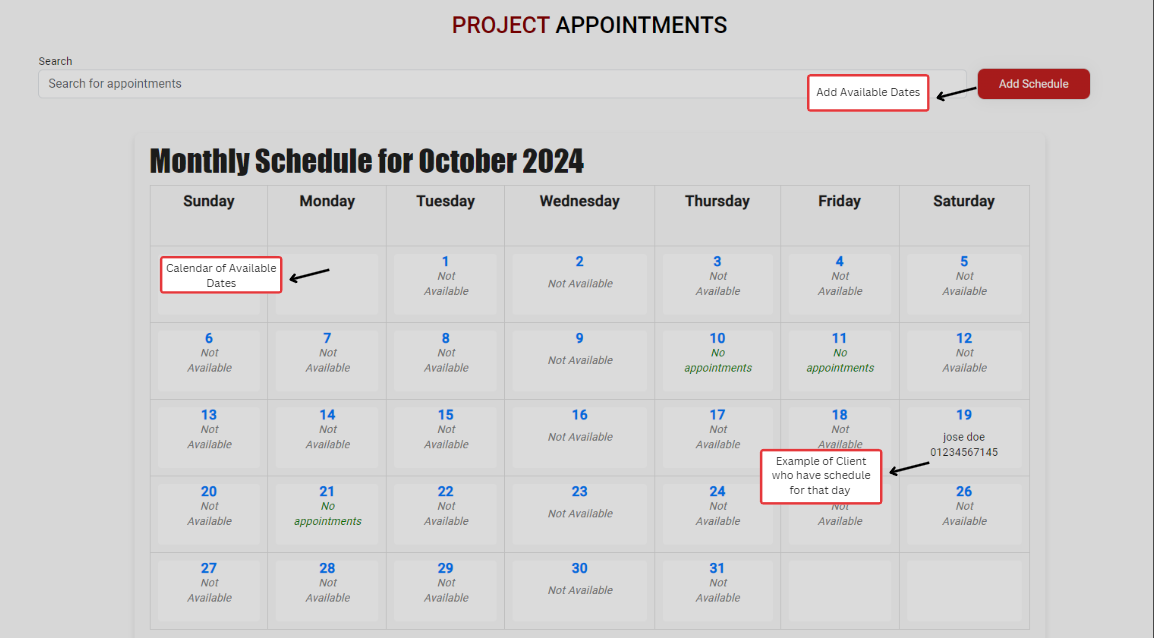 PROJECT APPOINTMENTS
Search
Search for appointments
Add Available Dates
Add Schedule
Monthly Schedule for October 2024
Sunday Monday Tuesday Wednesday Thursday Friday Saturday
Calendar of Available
Dates
1
Not
Available
2
Not Available
3
Not
Available
4
Not
Available
5
Not
Available
6
Not
Available
7
Not
Available
8
Not
Available
9
Not Available
10
No
appointments
11
No
appointments
12
Not
Available
13
Not
Available
14
Not
Available
15
Not
Available
16
Not Available
17
Not
Available
18
Not
Available
19
jose doe
01234567145
Example of Client
who have schedule
for that day
20
Not
Available
21
No
appointments
22
Not
Available
23
Not Available
24
Not
Available
Not
Available
26
Not
Available
27
Not
Available
28
Not
Available
29
Not
Available
30
Not Available
31
Not
Available